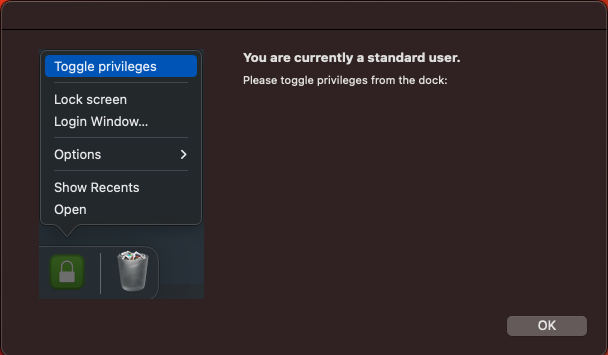 Toggle privileges
Lock screen
Login Window...
Options
Show Recents
Open
You are currently a standard user.
Please toggle privileges from the dock:
OK